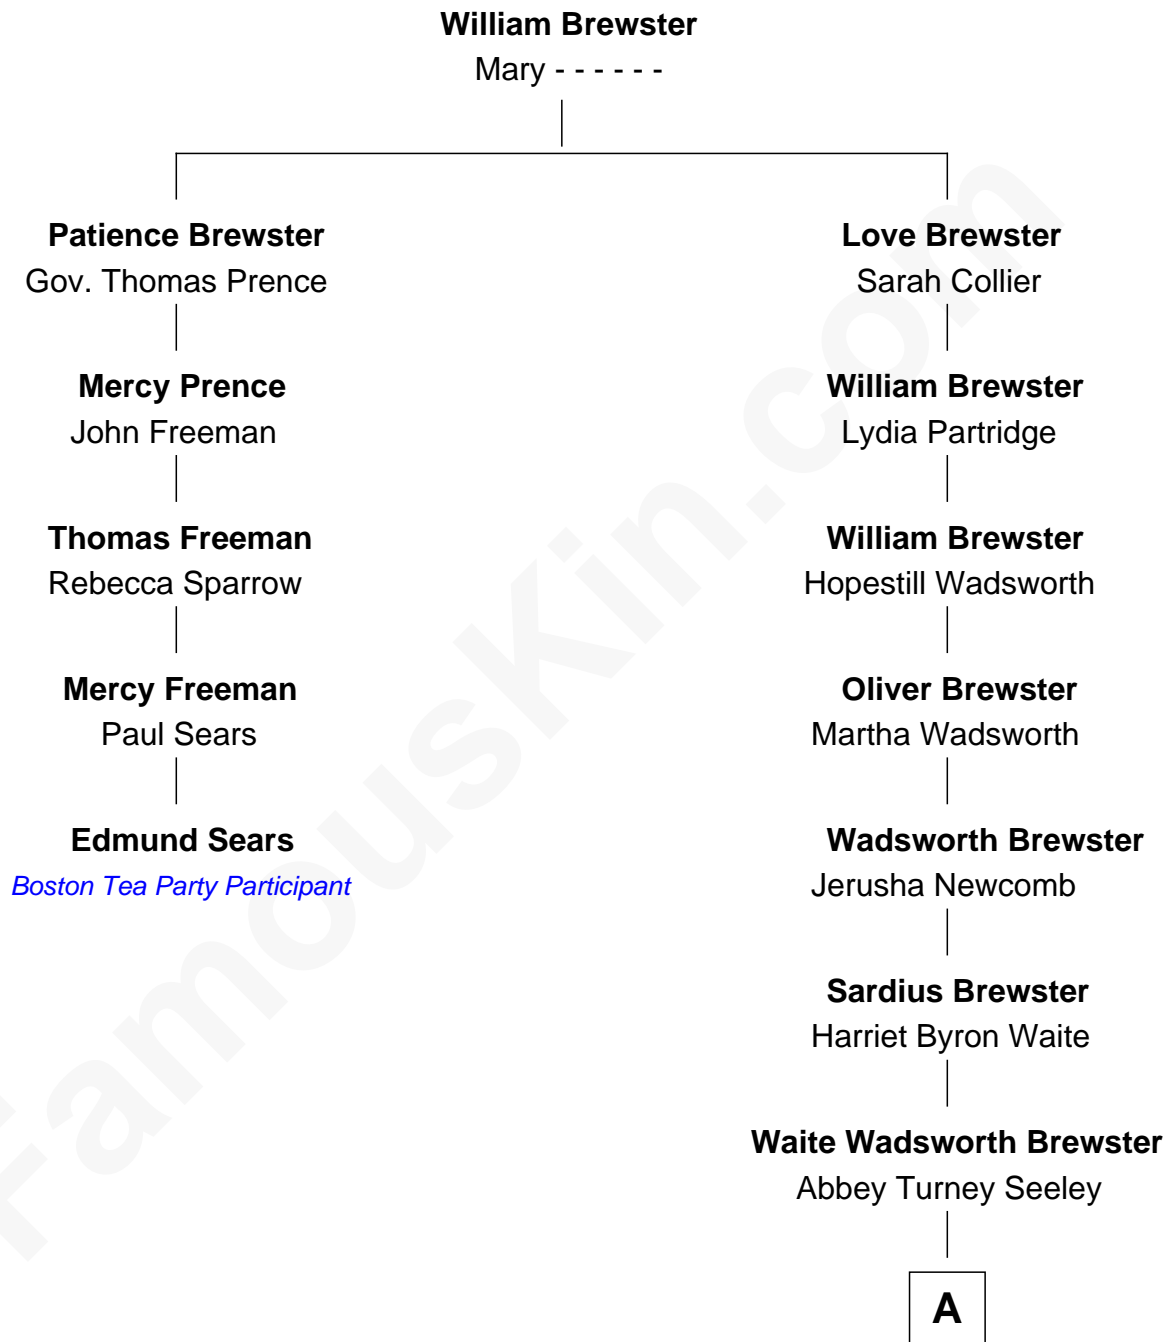 William Brewster
Mary - - - - - -
Patience Brewster
Gov. Thomas Prence
Love Brewster
Sarah Collier
Mercy Prence
John Freeman
William Brewster
Lydia Partridge
Thomas Freeman
Rebecca Sparrow
William Brewster
Hopestill Wadsworth
Mercy Freeman
Paul Sears
Oliver Brewster
Martha Wadsworth
Edmund Sears
Boston Tea Party Participant
Wadsworth Brewster
Jerusha Newcomb
Sardius Brewster
Harriet Byron Waite
Waite Wadsworth Brewster
Abbey Turney Seeley
A
FamousKin.com